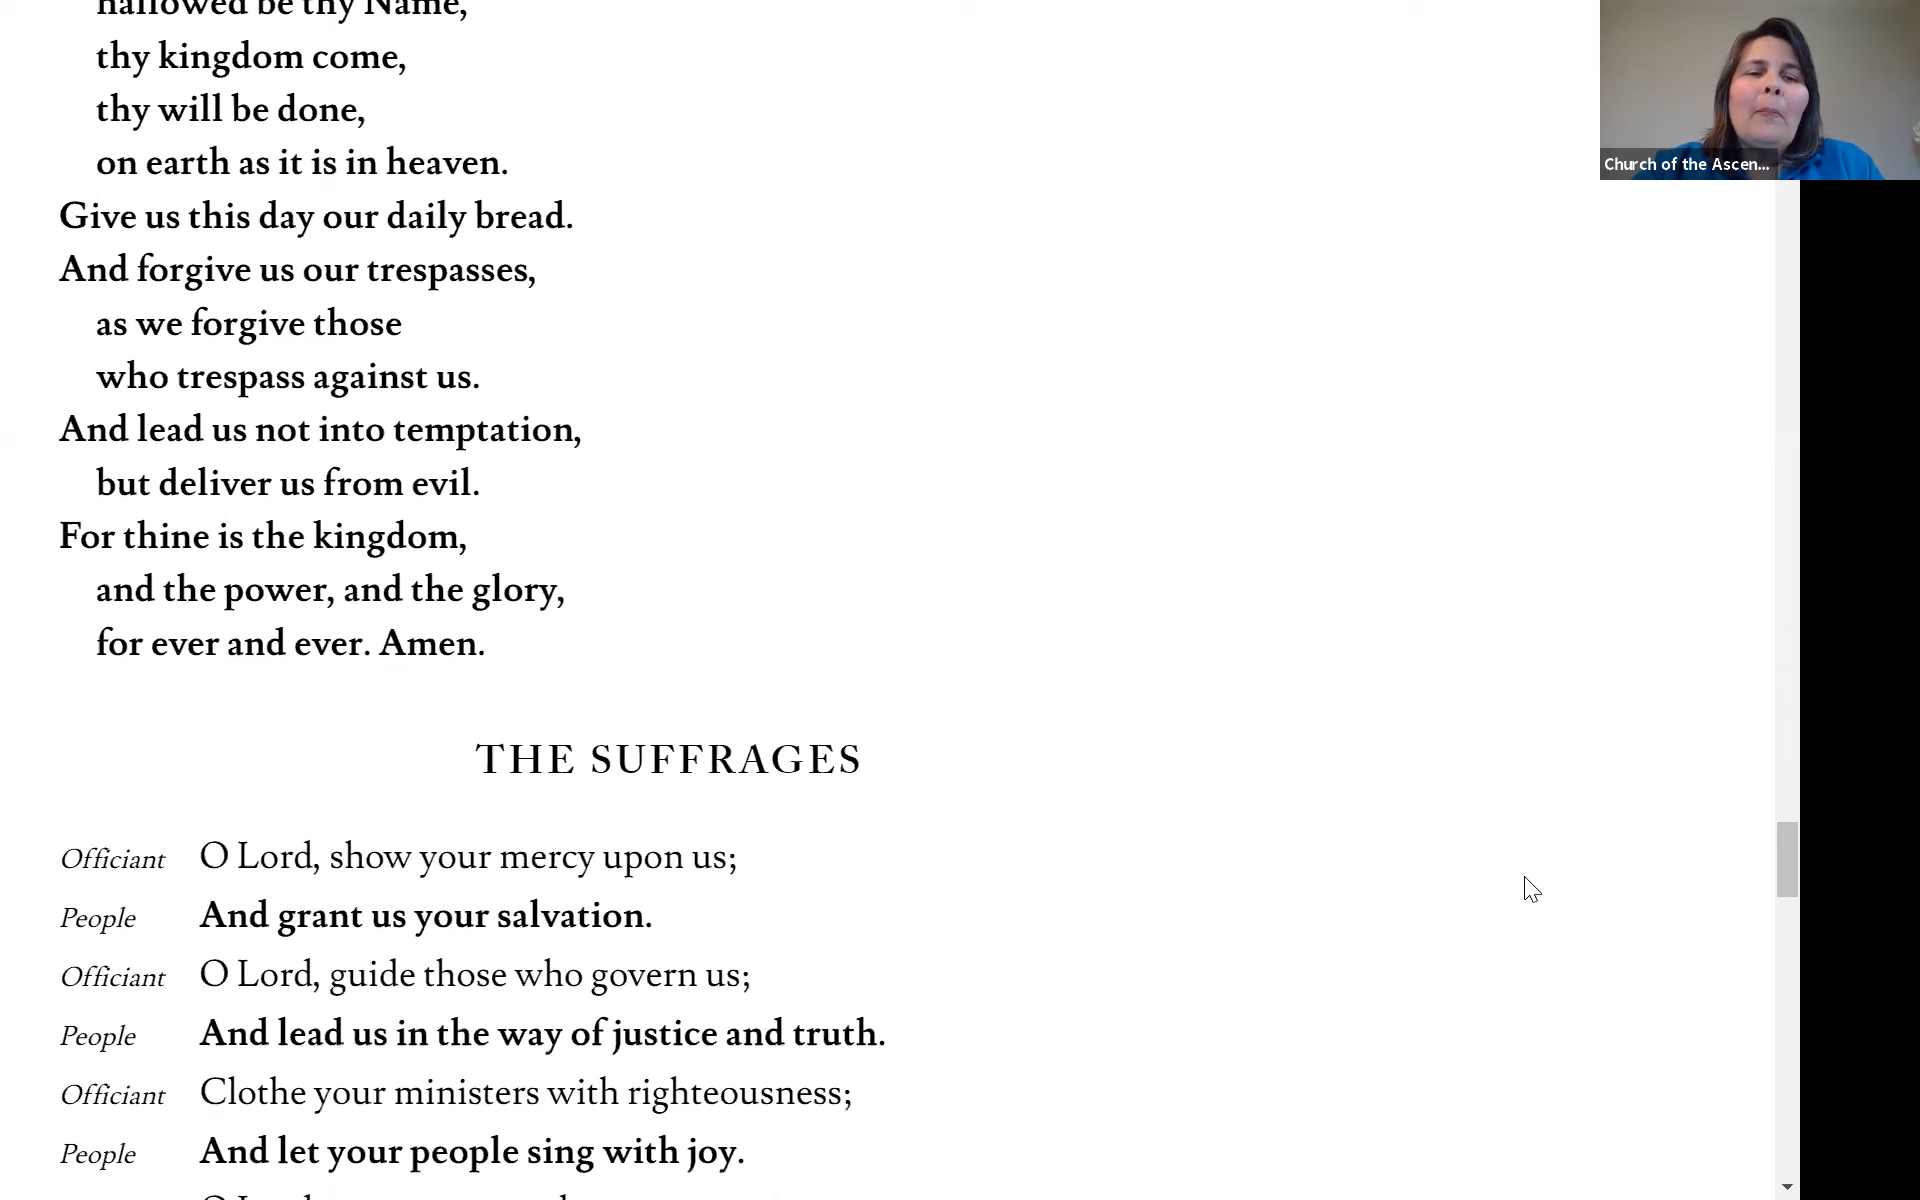 hallowed be thy Name,
thy kingdom come,
thy will be done,
on earth as it is in heaven.
Give us this day our daily bread.
And forgive us our trespasses,
as we forgive those
who trespass against us.
And lead us not into temptation,
but deliver us from evil.
For thine is the kingdom,
and the power, and the glory,
for ever and ever. Amen.
THE SUFFRAGES
Officiant O Lord, show your mercy upon us;
People And grant us your salvation.
Officiant O Lord, guide those who govern us;
People And lead us in the way of justice and truth.
Officiant Clothe your ministers with righteousness;
People And let your people sing with joy.
Church of the Ascen...